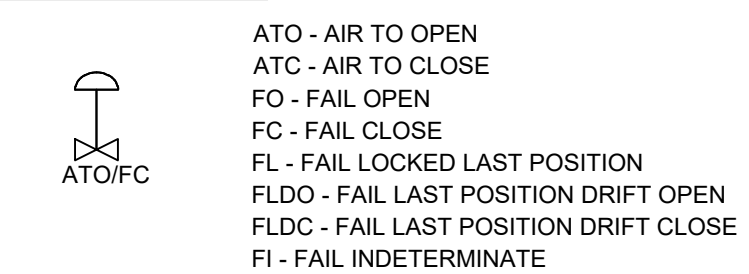 ATO - AIR TO OPEN
ATC - AIR TO CLOSE
FO - FAIL OPEN
FC - FAIL CLOSE
FL - FAIL LOCKED LAST POSITION
FLDO - FAIL LAST POSITION DRIFT OPEN
FLDC - FAIL LAST POSITION DRIFT CLOSE
FI - FAIL INDETERMINATE
ATO/FC